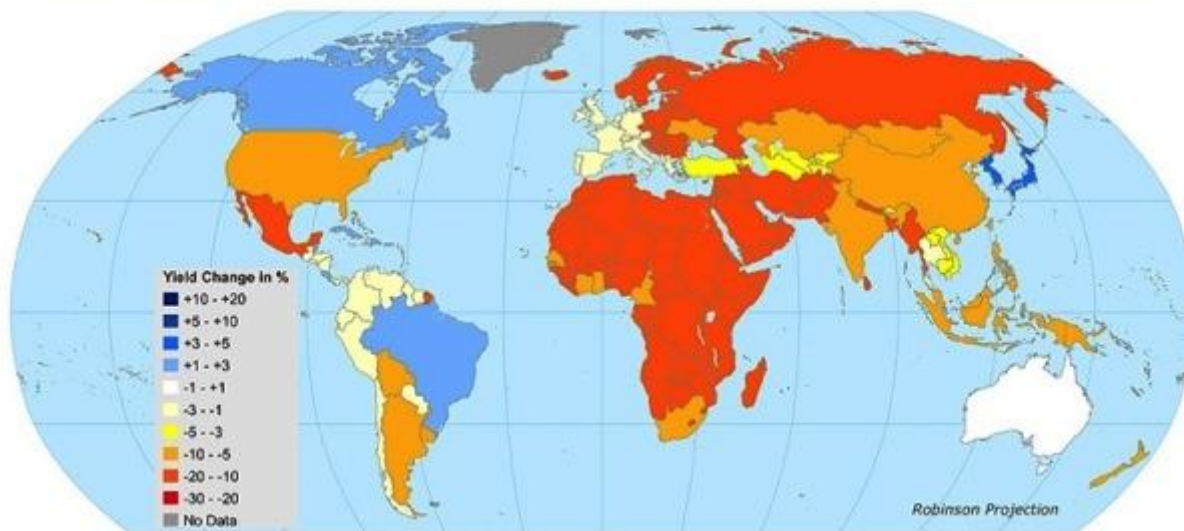 Yield Change in %
+10 - +20
+5 - +10
+3 - +5
+1 - +3
-1 - +1
-3 - -1
-5 - -3
-10 - -5
-20 - -10
-30 - -20
No Data
Robinson Projection